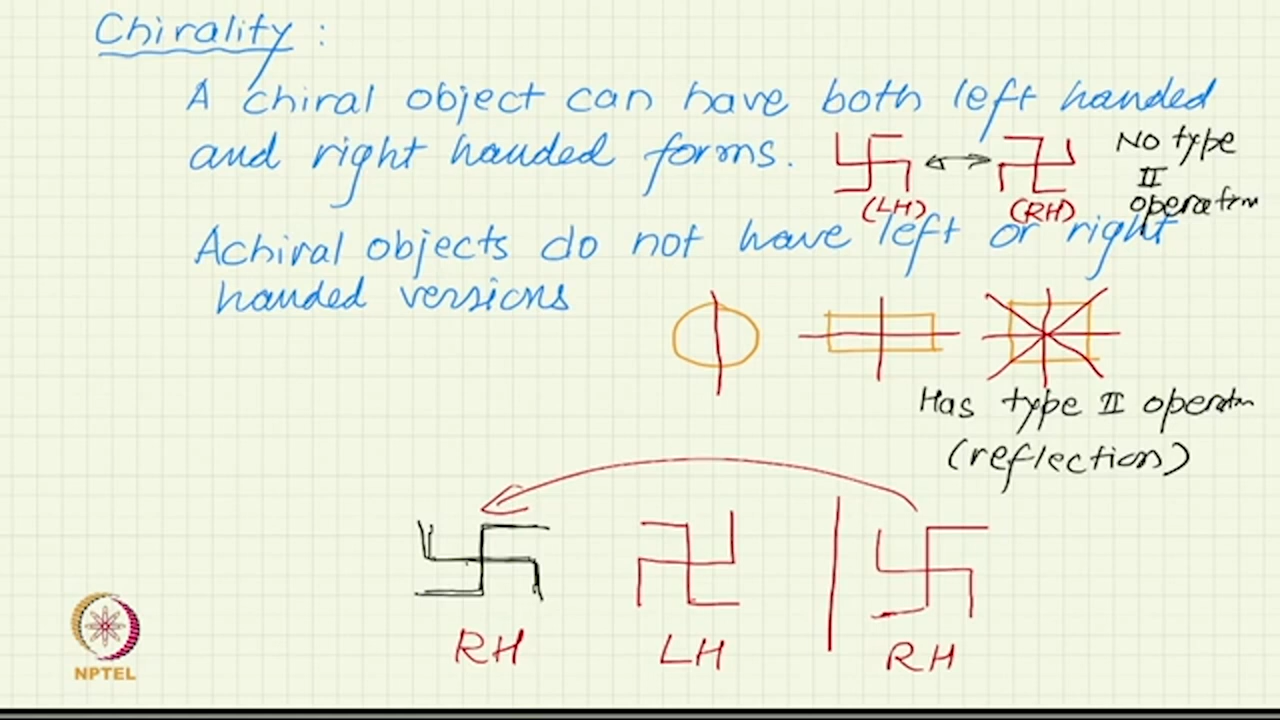 Chirality :
A chiral object can have both left handed
and right handed forms.
(LH) (RH)
No type
II
operation
Achiral objects do not have left or right
handed versions
Has type II operation
(reflection)
RH LH RH
NPTEL